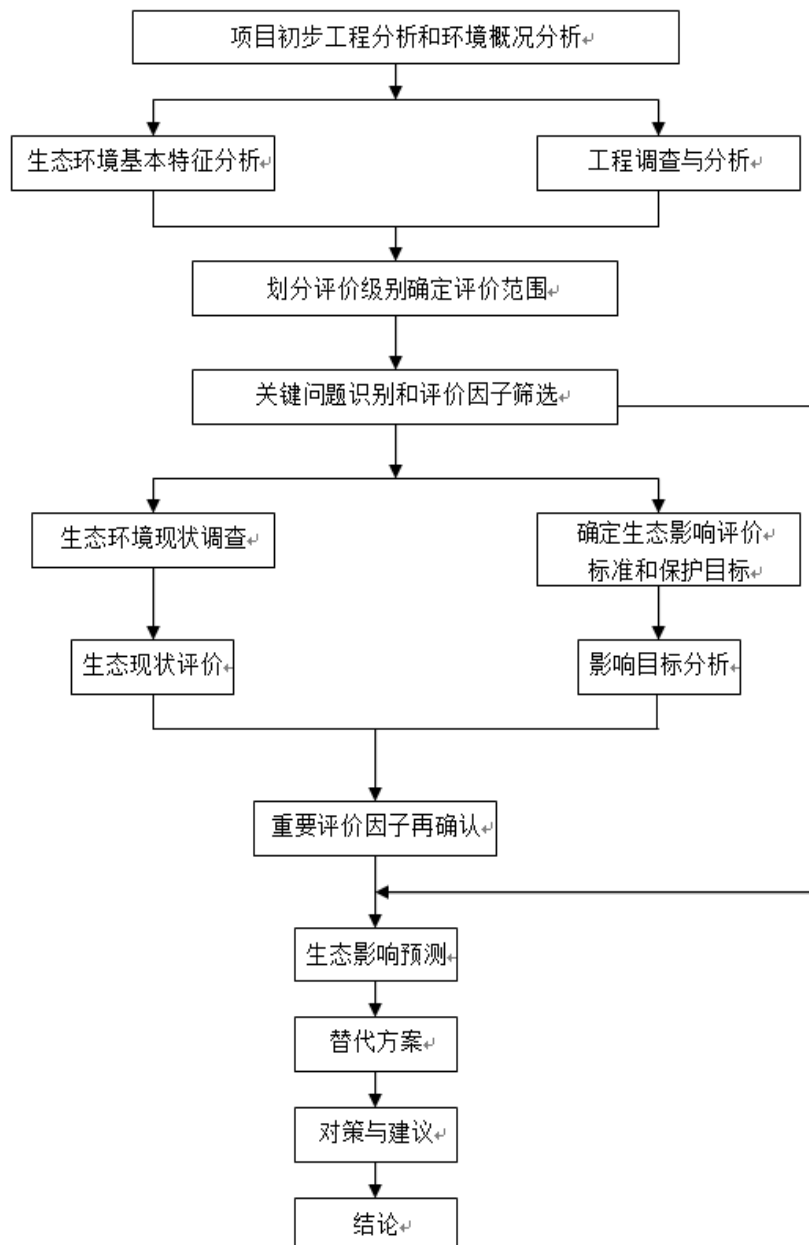 项目初步工程分析和环境概况分析
生态环境基本特征分析
工程调查与分析
划分评价级别确定评价范围
关键问题识别和评价因子筛选
生态环境现状调查
确定生态影响评价
标准和保护目标
生态现状评价
影响目标分析
重要评价因子再确认
生态影响预测
替代方案
对策与建议
结论